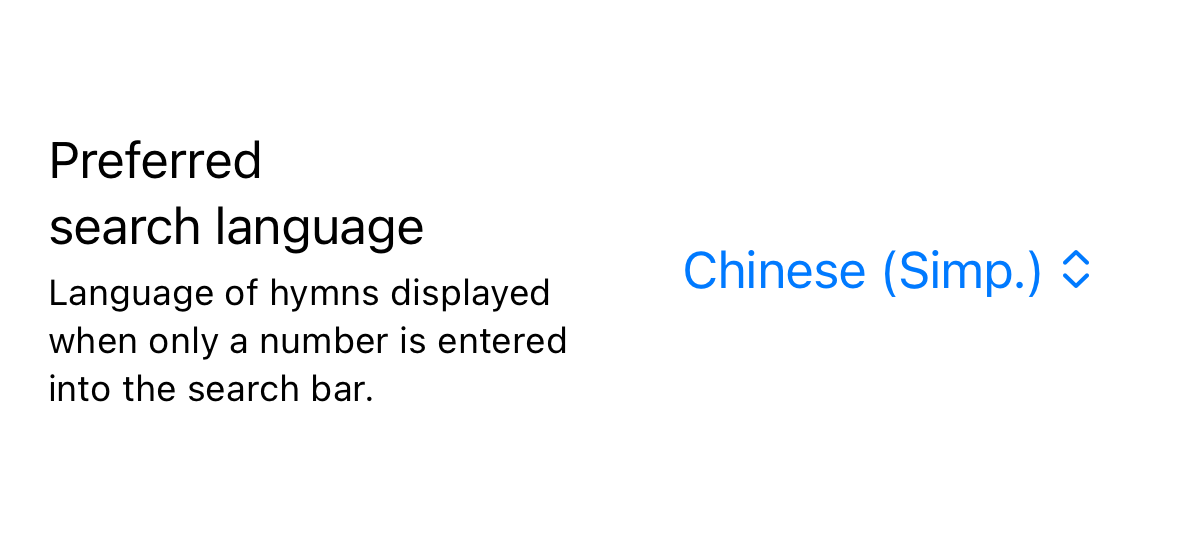 Preferred
search language
Language of hymns displayed
when only a number is entered
into the search bar.
Chinese (Simp.)